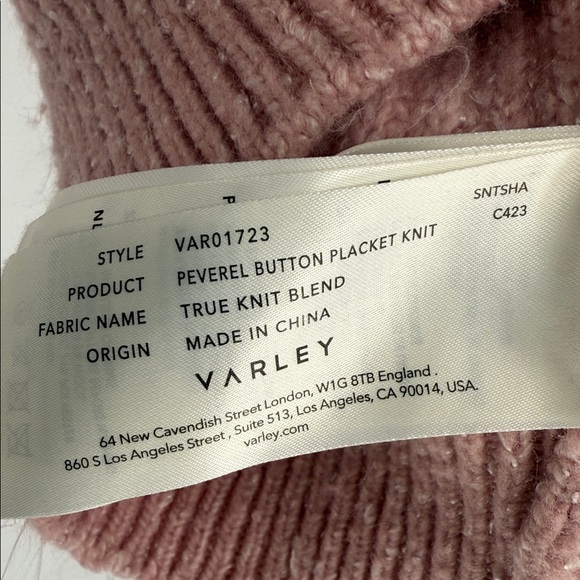 SNTSHA
C423
STYLE VAR01723
PRODUCT PEVEREL BUTTON PLACKET KNIT
FABRIC NAME TRUE KNIT BLEND
ORIGIN MADE IN CHINA
VARLEY
64 New Cavendish Street London, W1G 8TB England .
860 S Los Angeles Street , Suite 513, Los Angeles, CA 90014, USA.
varley.com
NL